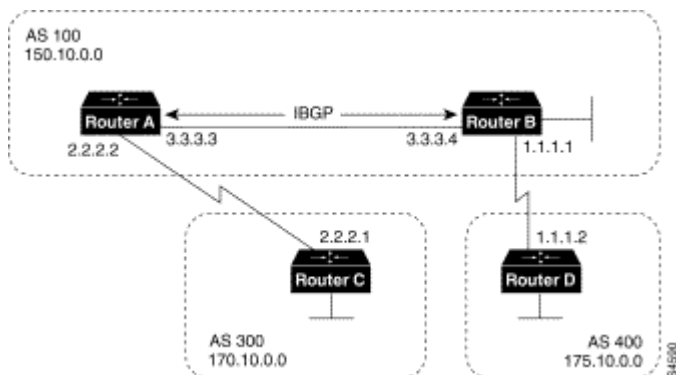 AS 100
150.10.0.0
IBGP
Router A
Router B
3.3.3.3
3.3.3.4
2.2.2.2
1.1.1.1
2.2.2.1
1.1.1.2
Router C
Router D
AS 300
170.10.0.0
AS 400
175.10.0.0